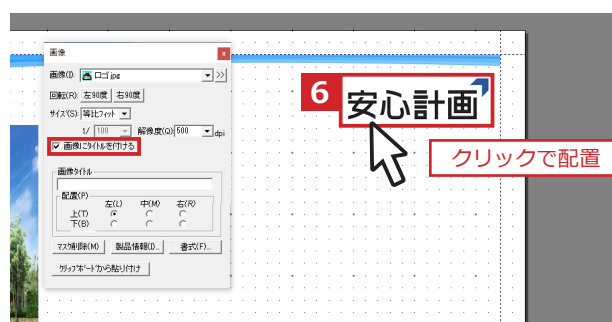 画像
画像(I): ロゴ.jpg >>
回転(R): 左90度 右90度
サイズ(S): 等比フィット
1/ 100 解像度(Q) 500 dpi
画像にタイトルを付ける
画像タイトル
配置(P)
左(L) 中(M) 右(R)
上(T)
下(B)
マスク削除(M) 製品情報(D)... 書式(F)...
クリップボードから貼り付け
6
安心計画
クリックで配置